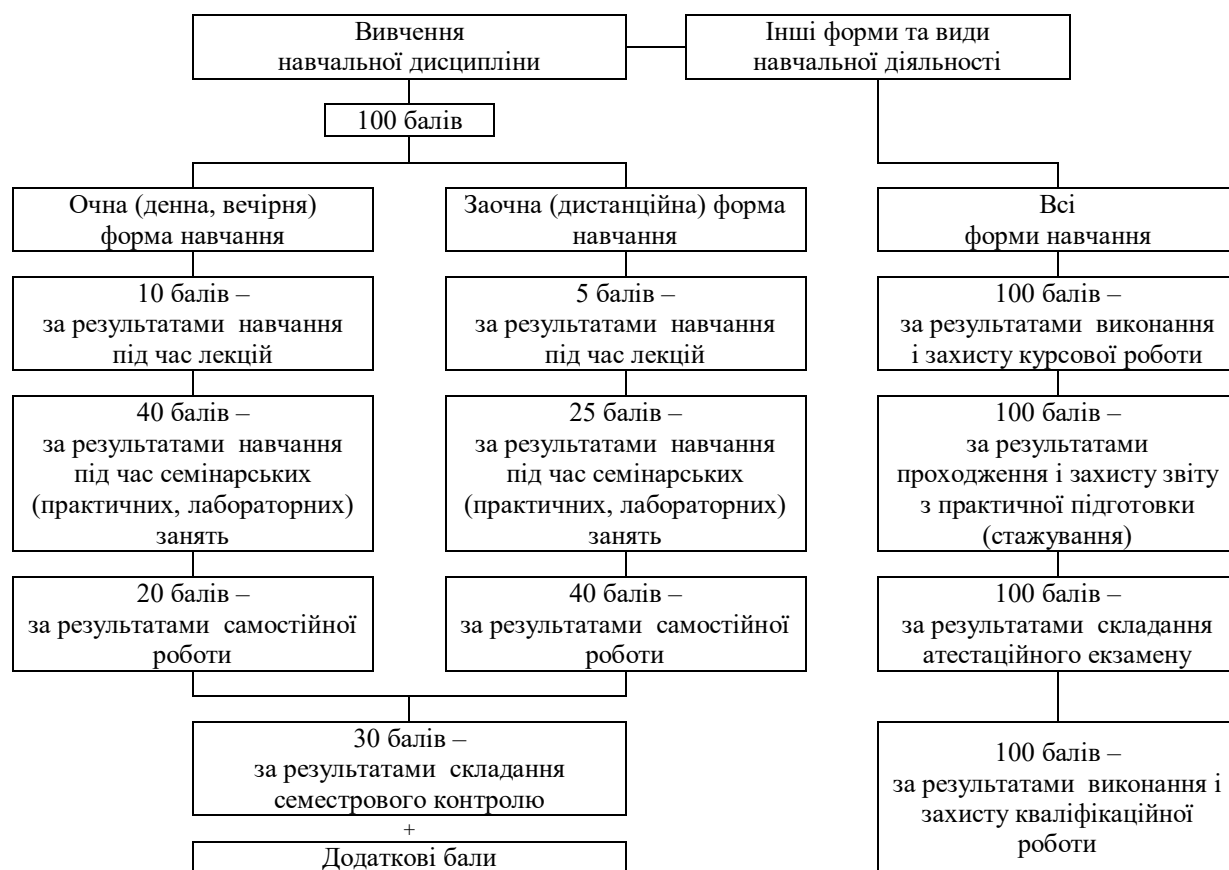 Вивчення
навчальної дисципліни
Інші форми та види
навчальної діяльності
100 балів
Очна (денна, вечірня)
форма навчання
Заочна (дистанційна) форма
навчання
Всі
форми навчання
10 балів –
за результатами навчання
під час лекцій
5 балів –
за результатами навчання
під час лекцій
100 балів –
за результатами виконання
і захисту курсової роботи
40 балів –
за результатами навчання
під час семінарських
(практичних, лабораторних)
занять
25 балів –
за результатами навчання
під час семінарських
(практичних, лабораторних)
занять
100 балів –
за результатами
проходження і захисту звіту
з практичної підготовки
(стажування)
20 балів –
за результатами самостійної
роботи
40 балів –
за результатами самостійної
роботи
100 балів –
за результатами складання
атестаційного екзамену
30 балів –
за результатами складання
семестрового контролю
+
Додаткові бали
100 балів –
за результатами виконання і
захисту кваліфікаційної
роботи